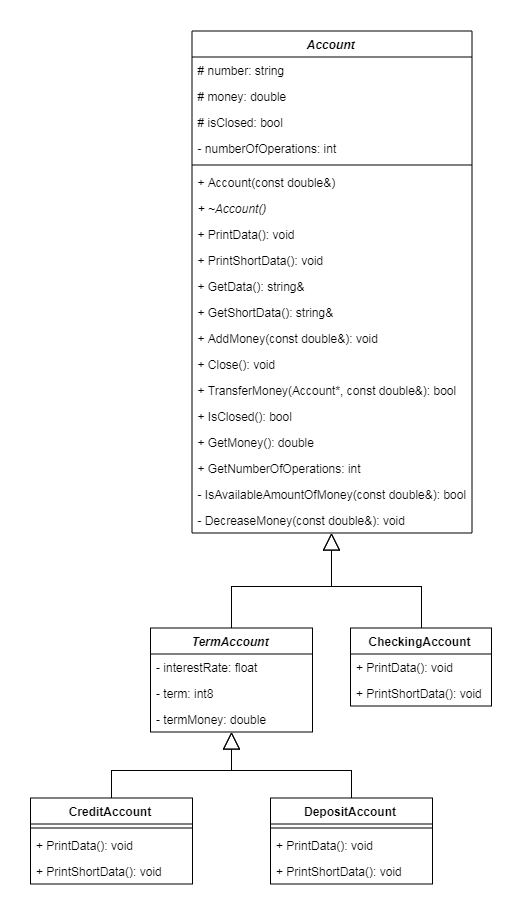 Account
# number: string
# money: double
# isClosed: bool
- numberOfOperations: int
+ Account(const double&)
+ ~Account()
+ PrintData(): void
+ PrintShortData(): void
+ GetData(): string&
+ GetShortData(): string&
+ AddMoney(const double&): void
+ Close(): void
+ TransferMoney(Account*, const double&): bool
+ IsClosed(): bool
+ GetMoney(): double
+ GetNumberOfOperations: int
- IsAvailableAmountOfMoney(const double&): bool
- DecreaseMoney(const double&): void
TermAccount
- interestRate: float
- term: int8
- termMoney: double
CheckingAccount
+ PrintData(): void
+ PrintShortData(): void
CreditAccount
+ PrintData(): void
+ PrintShortData(): void
DepositAccount
+ PrintData(): void
+ PrintShortData(): void